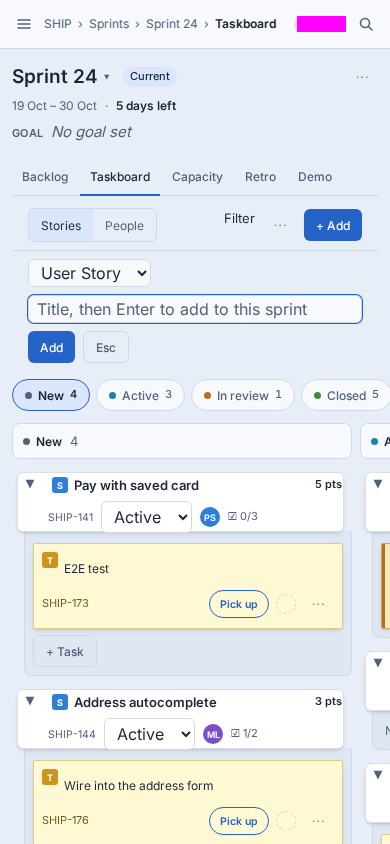 SHIP › Sprints › Sprint 24 › Taskboard
Sprint 24 Current ...
19 Oct – 30 Oct · 5 days left
GOAL No goal set
Backlog Taskboard Capacity Retro Demo
Stories People Filter ... + Add
User Story
Title, then Enter to add to this sprint
Add Esc
New 4 Active 3 In review 1 Closed 5
New 4
S Pay with saved card 5 pts
SHIP-141 Active PS ☑ 0/3
T E2E test
SHIP-173 Pick up ...
+ Task
S Address autocomplete 3 pts
SHIP-144 Active ML ☑ 1/2
T Wire into the address form
SHIP-176 Pick up ...